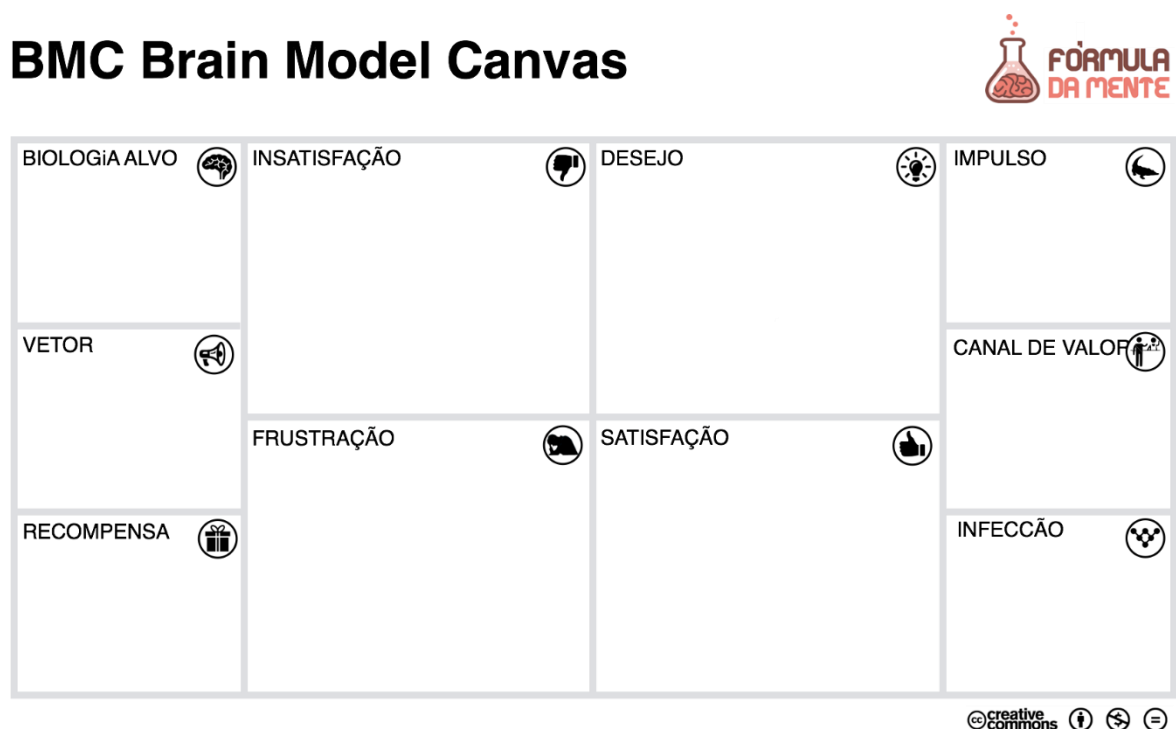 BMC Brain Model Canvas
FÓRMULA
DA MENTE
BIOLOGiA ALVO
INSATISFAÇÃO
DESEJO
IMPULSO
VETOR
CANAL DE VALOR
FRUSTRAÇÃO
SATISFAÇÃO
RECOMPENSA
INFECCÃO
cc creative
commons